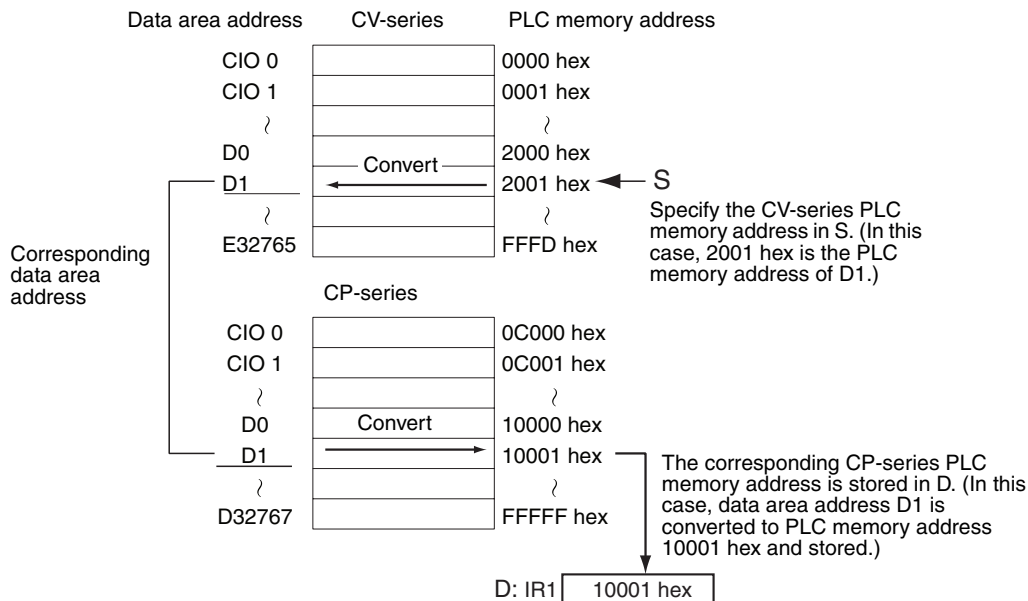 Data area address CV-series PLC memory address
CIO 0 0000 hex
CIO 1 0001 hex
~ ~
D0 2000 hex
Convert
D1 2001 hex S
~ ~
E32765 FFFD hex
Specify the CV-series PLC
memory address in S. (In this
case, 2001 hex is the PLC
memory address of D1.)
Corresponding
data area
address
CP-series
CIO 0 0C000 hex
CIO 1 0C001 hex
~ ~
D0 Convert 10000 hex
D1 10001 hex
~ ~
D32767 FFFFF hex
The corresponding CP-series PLC
memory address is stored in D. (In this
case, data area address D1 is
converted to PLC memory address
10001 hex and stored.)
D: IR1 10001 hex